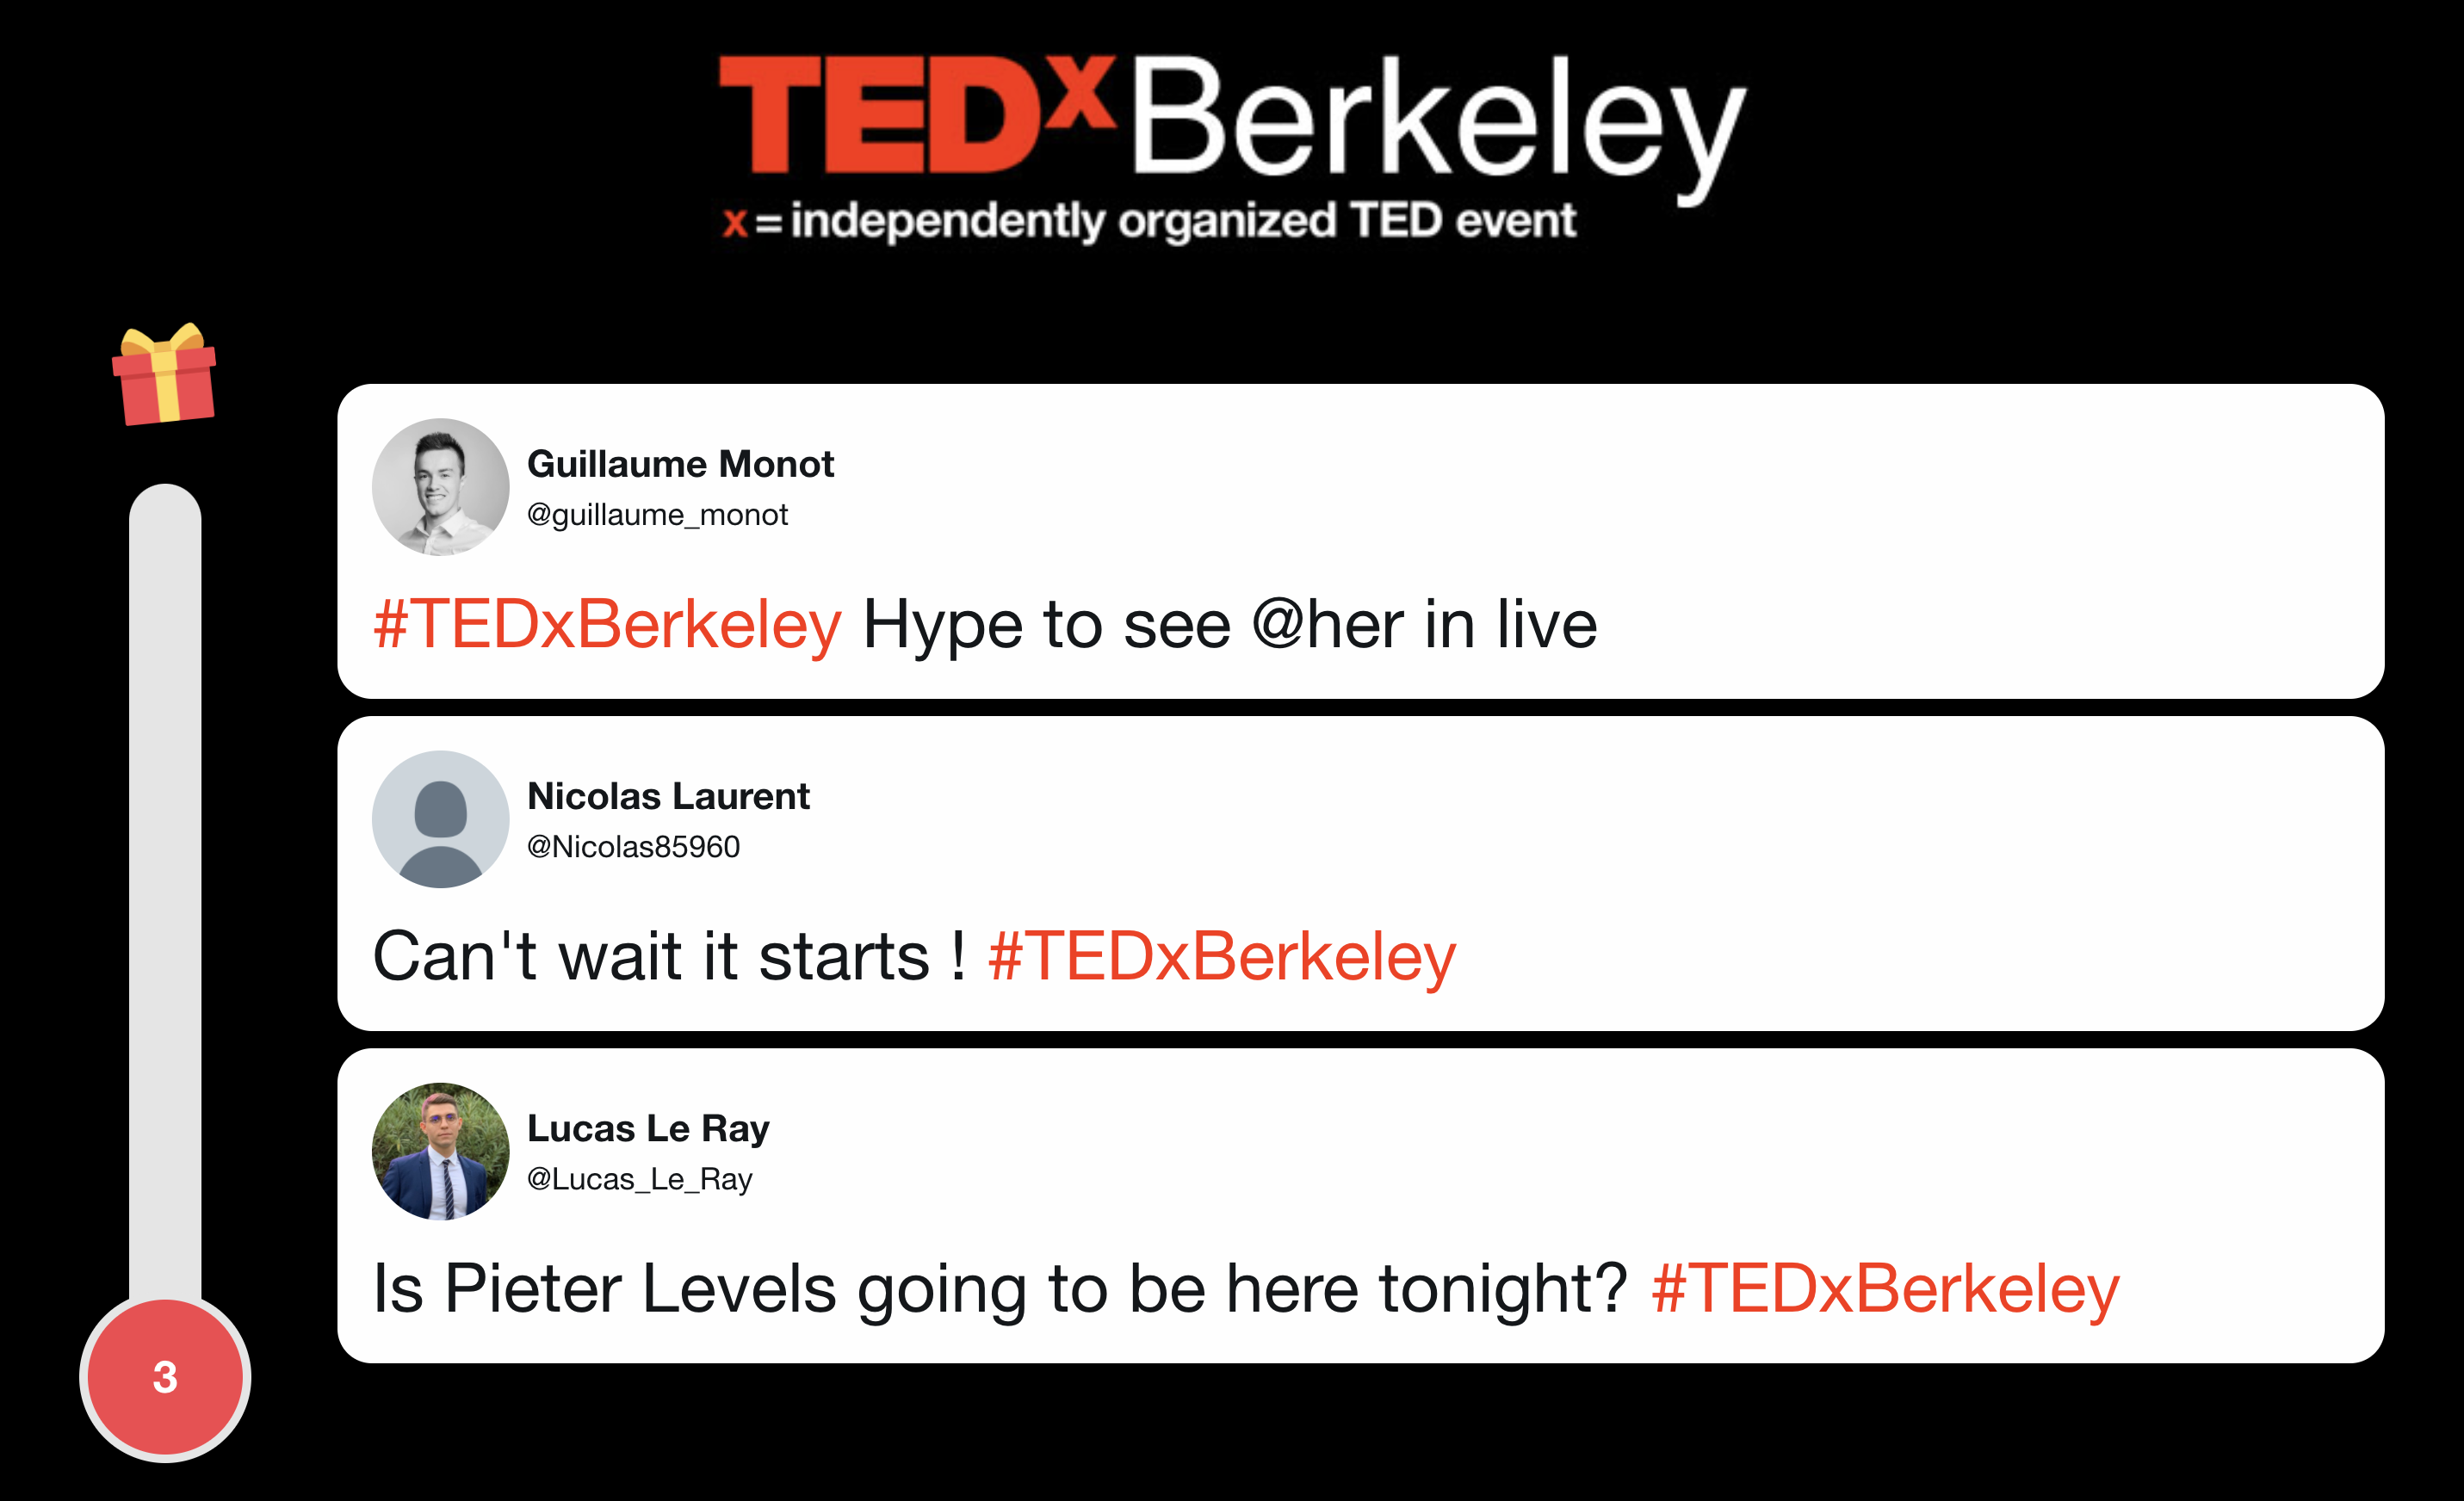 TEDxBerkeley
x = independently organized TED event
Guillaume Monot
@guillaume_monot
#TEDxBerkeley Hype to see @her in live
Nicolas Laurent
@Nicolas85960
Can't wait it starts ! #TEDxBerkeley
Lucas Le Ray
@Lucas_Le_Ray
Is Pieter Levels going to be here tonight? #TEDxBerkeley
3